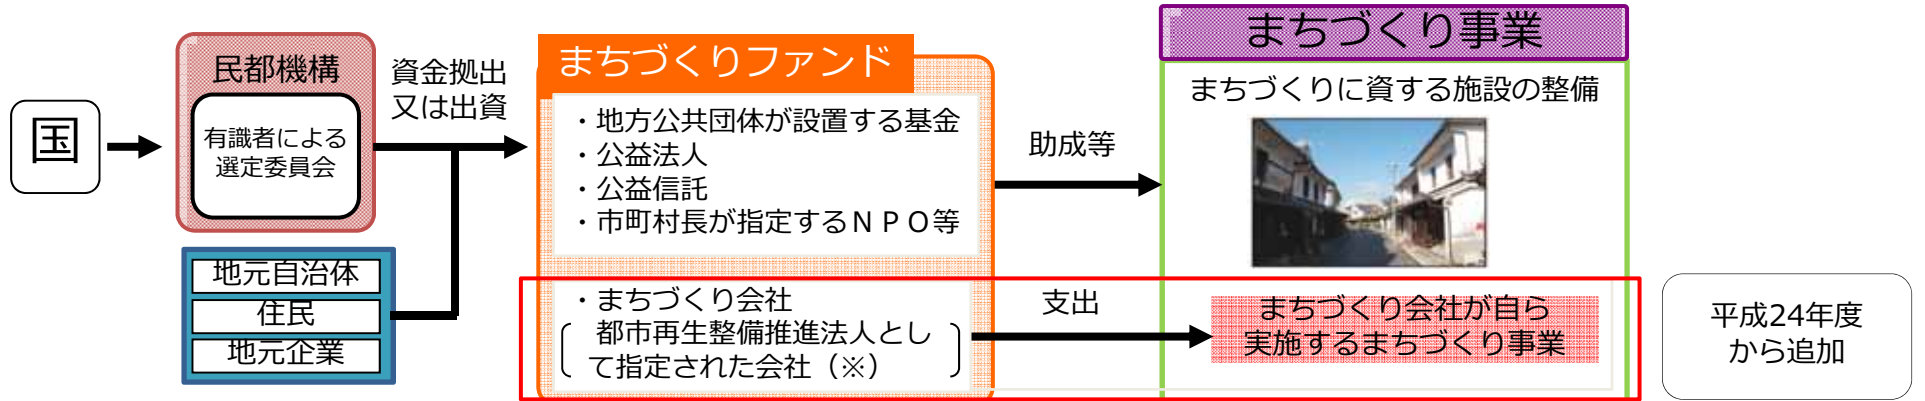 国
民都機構
有識者による
選定委員会
地元自治体
住民
地元企業
資金拠出
又は出資
まちづくりファンド
・地方公共団体が設置する基金
・公益法人
・公益信託
・市町村長が指定するＮＰＯ等
・まちづくり会社
都市再生整備推進法人とし
て指定された会社（※）
助成等
支出
まちづくり事業
まちづくりに資する施設の整備
まちづくり会社が自ら
実施するまちづくり事業
平成24年度
から追加